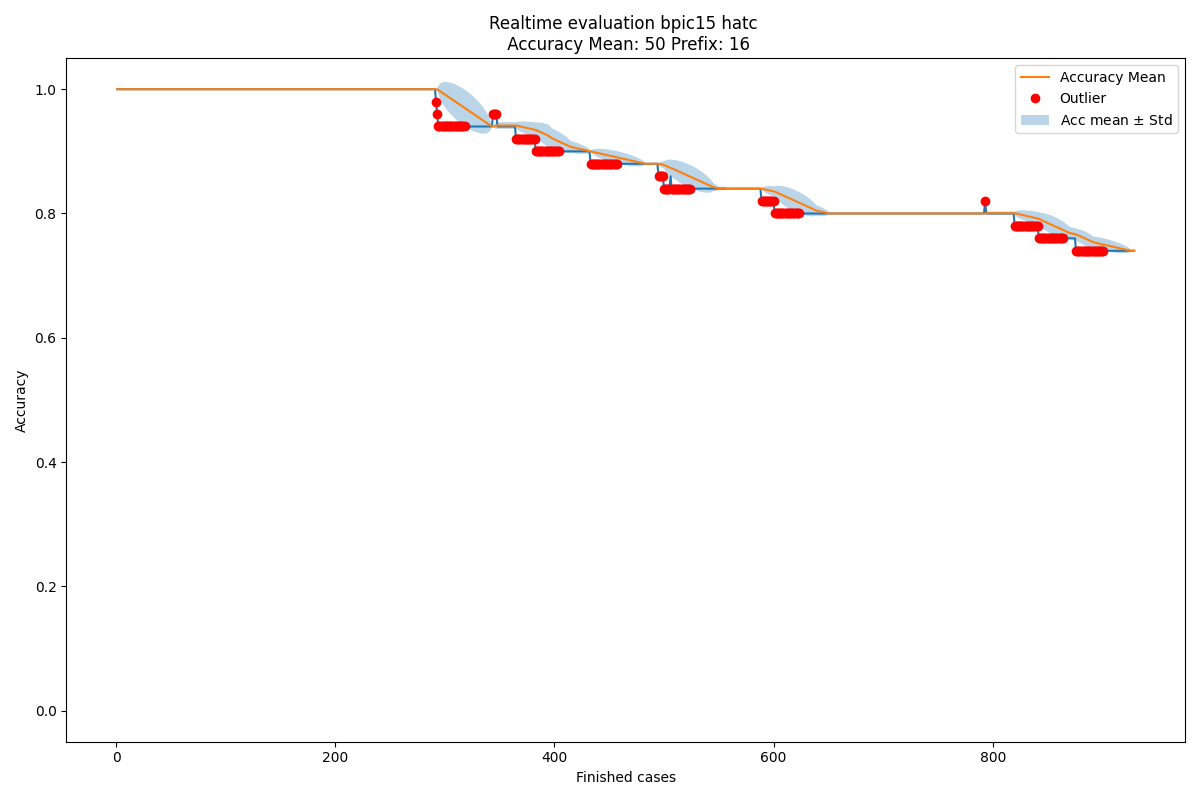 Realtime evaluation bpic15 hatc
Accuracy Mean: 50 Prefix: 16
Accuracy Mean
Outlier
Acc mean ± Std
1.0
0.8
0.6
0.4
0.2
0.0
Accuracy
0
200
400
600
800
Finished cases